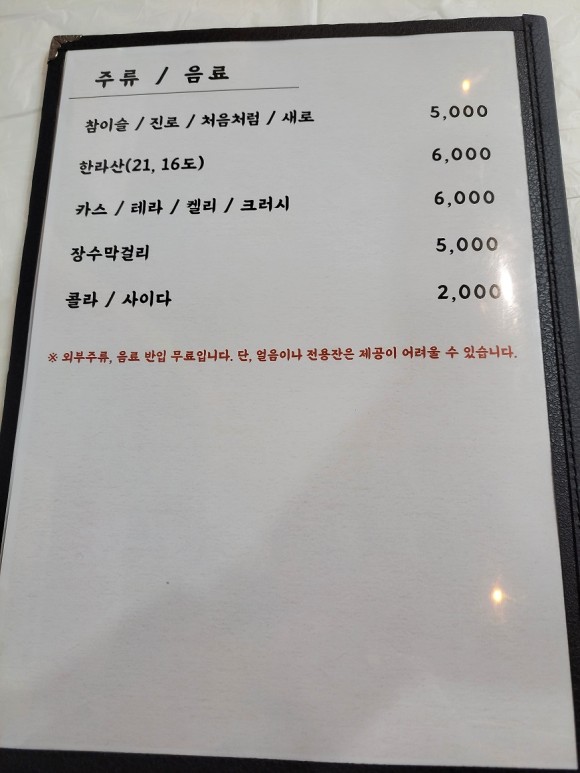 주류 / 음료
참이슬 / 진로 / 처음처럼 / 새로 5,000
한라산(21, 16도) 6,000
카스 / 테라 / 켈리 / 크러시 6,000
장수막걸리 5,000
콜라 / 사이다 2,000
※ 외부주류, 음료 반입 무료입니다. 단, 얼음이나 전용잔은 제공이 어려울 수 있습니다.